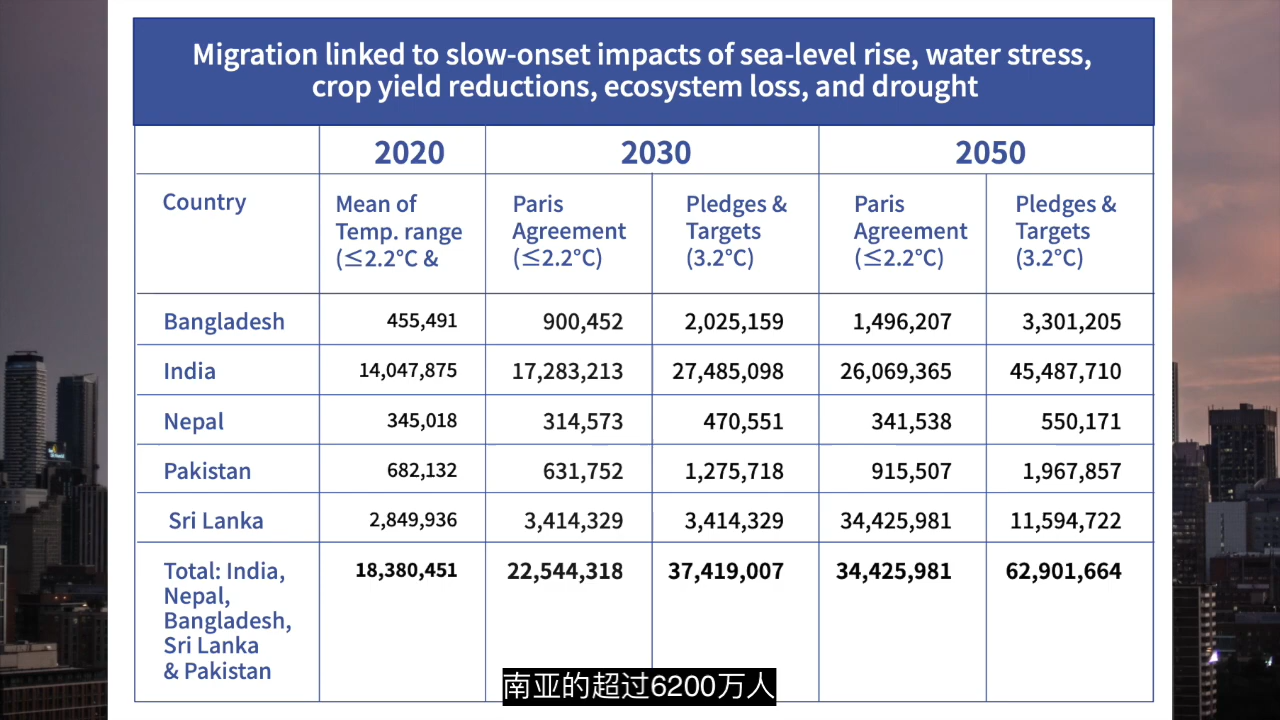 Migration linked to slow-onset impacts of sea-level rise, water stress,
crop yield reductions, ecosystem loss, and drought
2020 2030 2050
Country
Mean of
Temp. range
(≤2.2°C &
Paris
Agreement
(≤2.2°C)
Pledges &
Targets
(3.2°C)
Paris
Agreement
(≤2.2°C)
Pledges &
Targets
(3.2°C)
Bangladesh 455,491 900,452 2,025,159 1,496,207 3,301,205
India 14,047,875 17,283,213 27,485,098 26,069,365 45,487,710
Nepal 345,018 314,573 470,551 341,538 550,171
Pakistan 682,132 631,752 1,275,718 915,507 1,967,857
Sri Lanka 2,849,936 3,414,329 3,414,329 34,425,981 11,594,722
Total: India, 18,380,451 22,544,318 37,419,007 34,425,981 62,901,664
Nepal,
Bangladesh,
Sri Lanka
& Pakistan
南亚的超过6200万人